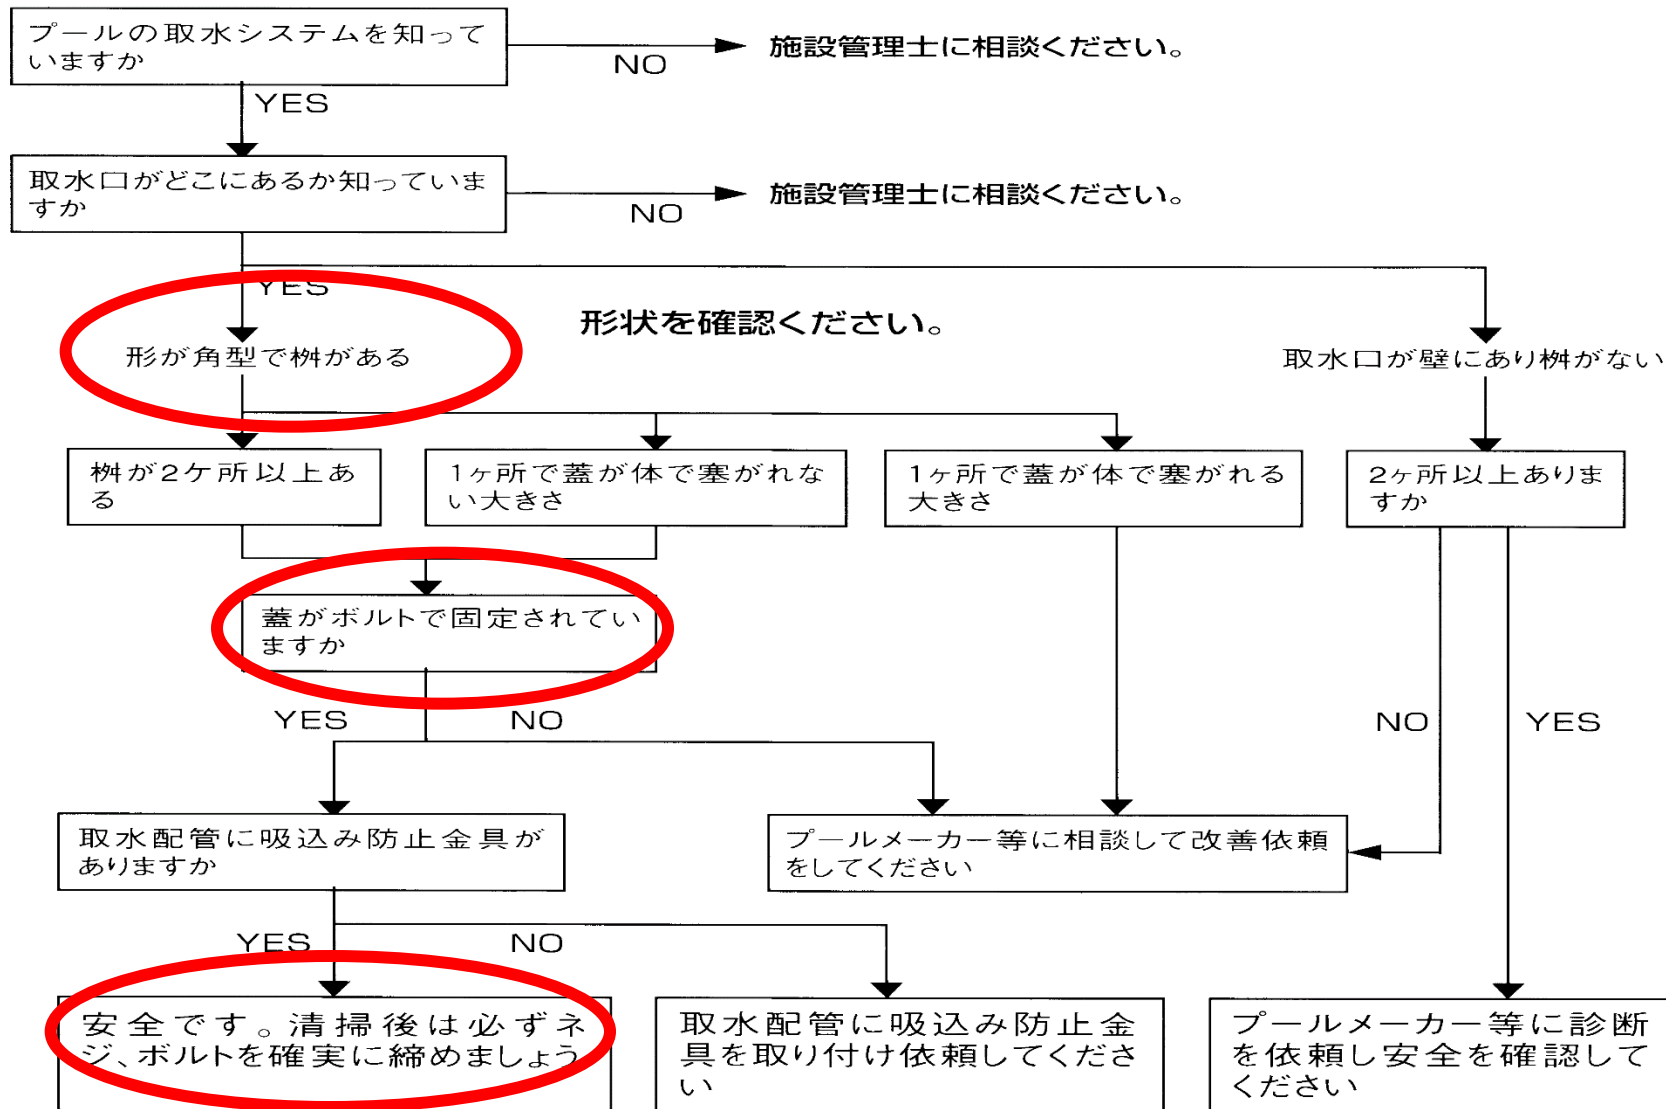 プールの取水システムを知って
いますか
NO
施設管理士に相談ください。
YES
取水口がどこにあるか知っていま
すか
NO
施設管理士に相談ください。
YES
形状を確認ください。
形が角型で桝がある
取水口が壁にあり桝がない
桝が2ケ所以上あ
る
1ヶ所で蓋が体で塞がれな
い大きさ
1ヶ所で蓋が体で塞がれる
大きさ
2ヶ所以上ありま
すか
蓋がボルトで固定されてい
ますか
YES
NO
NO
YES
取水配管に吸込み防止金具が
ありますか
プールメーカー等に相談して改善依頼
をしてください
YES
NO
安全です。清掃後は必ずネ
ジ、ボルトを確実に締めましょう
取水配管に吸込み防止金
具を取り付け依頼してくださ
い
プールメーカー等に診断
を依頼し安全を確認して
ください